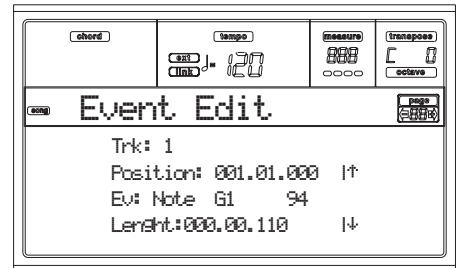 chord tempo measure transpose
ext ♩= 120 888 C 0
link octave
song Event Edit page
88
Trk: 1
Position: 001.01.000 |↑
Ev: Note G1 94
Lenght:000.00.110 |↓